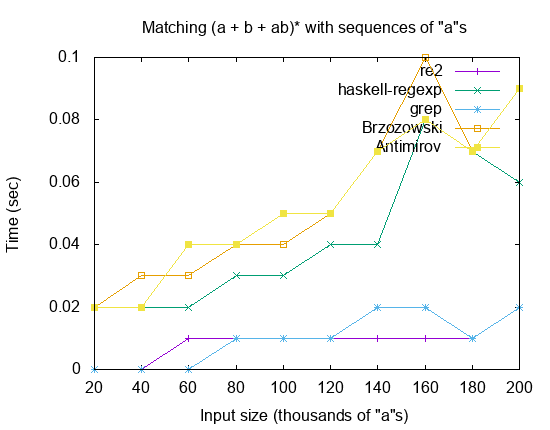 Matching (a + b + ab)* with sequences of "a"s
0.1
re2
haskell-regexp
grep
0.08
Brzozowski
Antimirov
0.06
Time (sec)
0.04
0.02
0
20 40 60 80 100 120 140 160 180 200
Input size (thousands of "a"s)